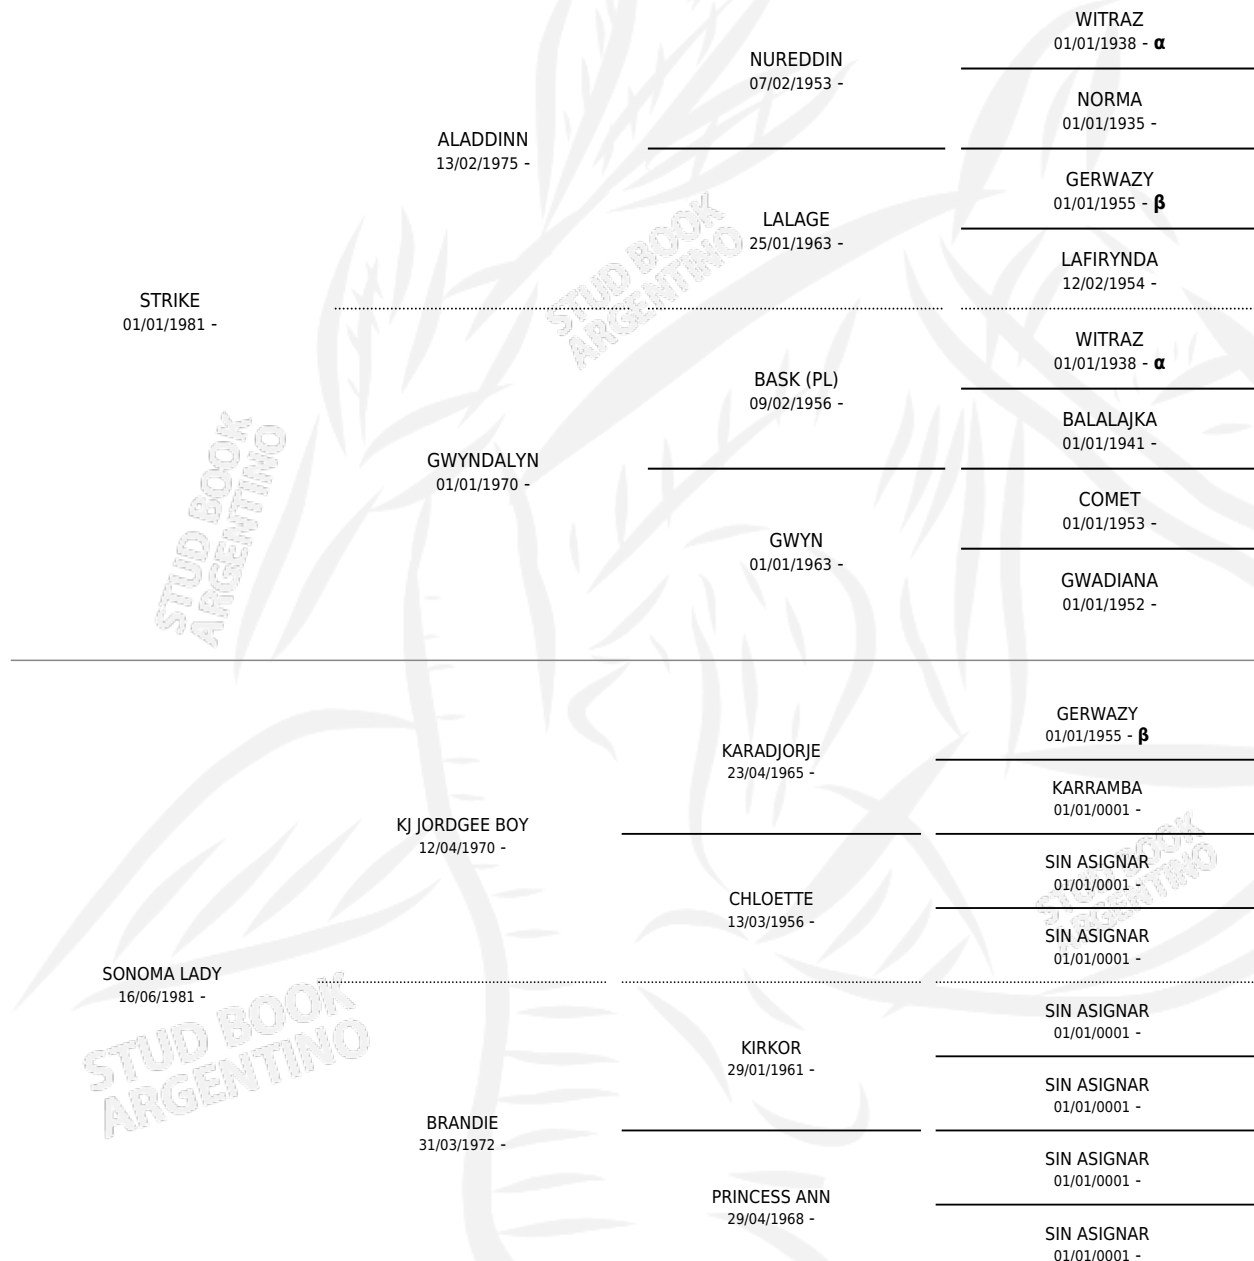 WITRAZ
01/01/1938 - α
NUREDDIN
07/02/1953 -
NORMA
01/01/1935 -
ALADDINN
13/02/1975 -
GERWAZY
01/01/1955 - β
LALAGE
25/01/1963 -
LAFIRYNDA
12/02/1954 -
STRIKE
01/01/1981 -
WITRAZ
01/01/1938 - α
BASK (PL)
09/02/1956 -
BALALAJKA
01/01/1941 -
GWYNDALYN
01/01/1970 -
COMET
01/01/1953 -
GWYN
01/01/1963 -
GWADIANA
01/01/1952 -
GERWAZY
01/01/1955 - β
KARADJORJE
23/04/1965 -
KARRAMBA
01/01/0001 -
KJ JORDGEE BOY
12/04/1970 -
SIN ASIGNAR
01/01/0001 -
CHLOETTE
13/03/1956 -
SIN ASIGNAR
01/01/0001 -
SONOMA LADY
16/06/1981 -
SIN ASIGNAR
01/01/0001 -
KIRKOR
29/01/1961 -
SIN ASIGNAR
01/01/0001 -
BRANDIE
31/03/1972 -
SIN ASIGNAR
01/01/0001 -
PRINCESS ANN
29/04/1968 -
SIN ASIGNAR
01/01/0001 -
STUD BOOK
ARGENTINO
STUD BOOK
ARGENTINO
STUD BOOK
ARGENTINO
STUD BOOK
ARGENTINO